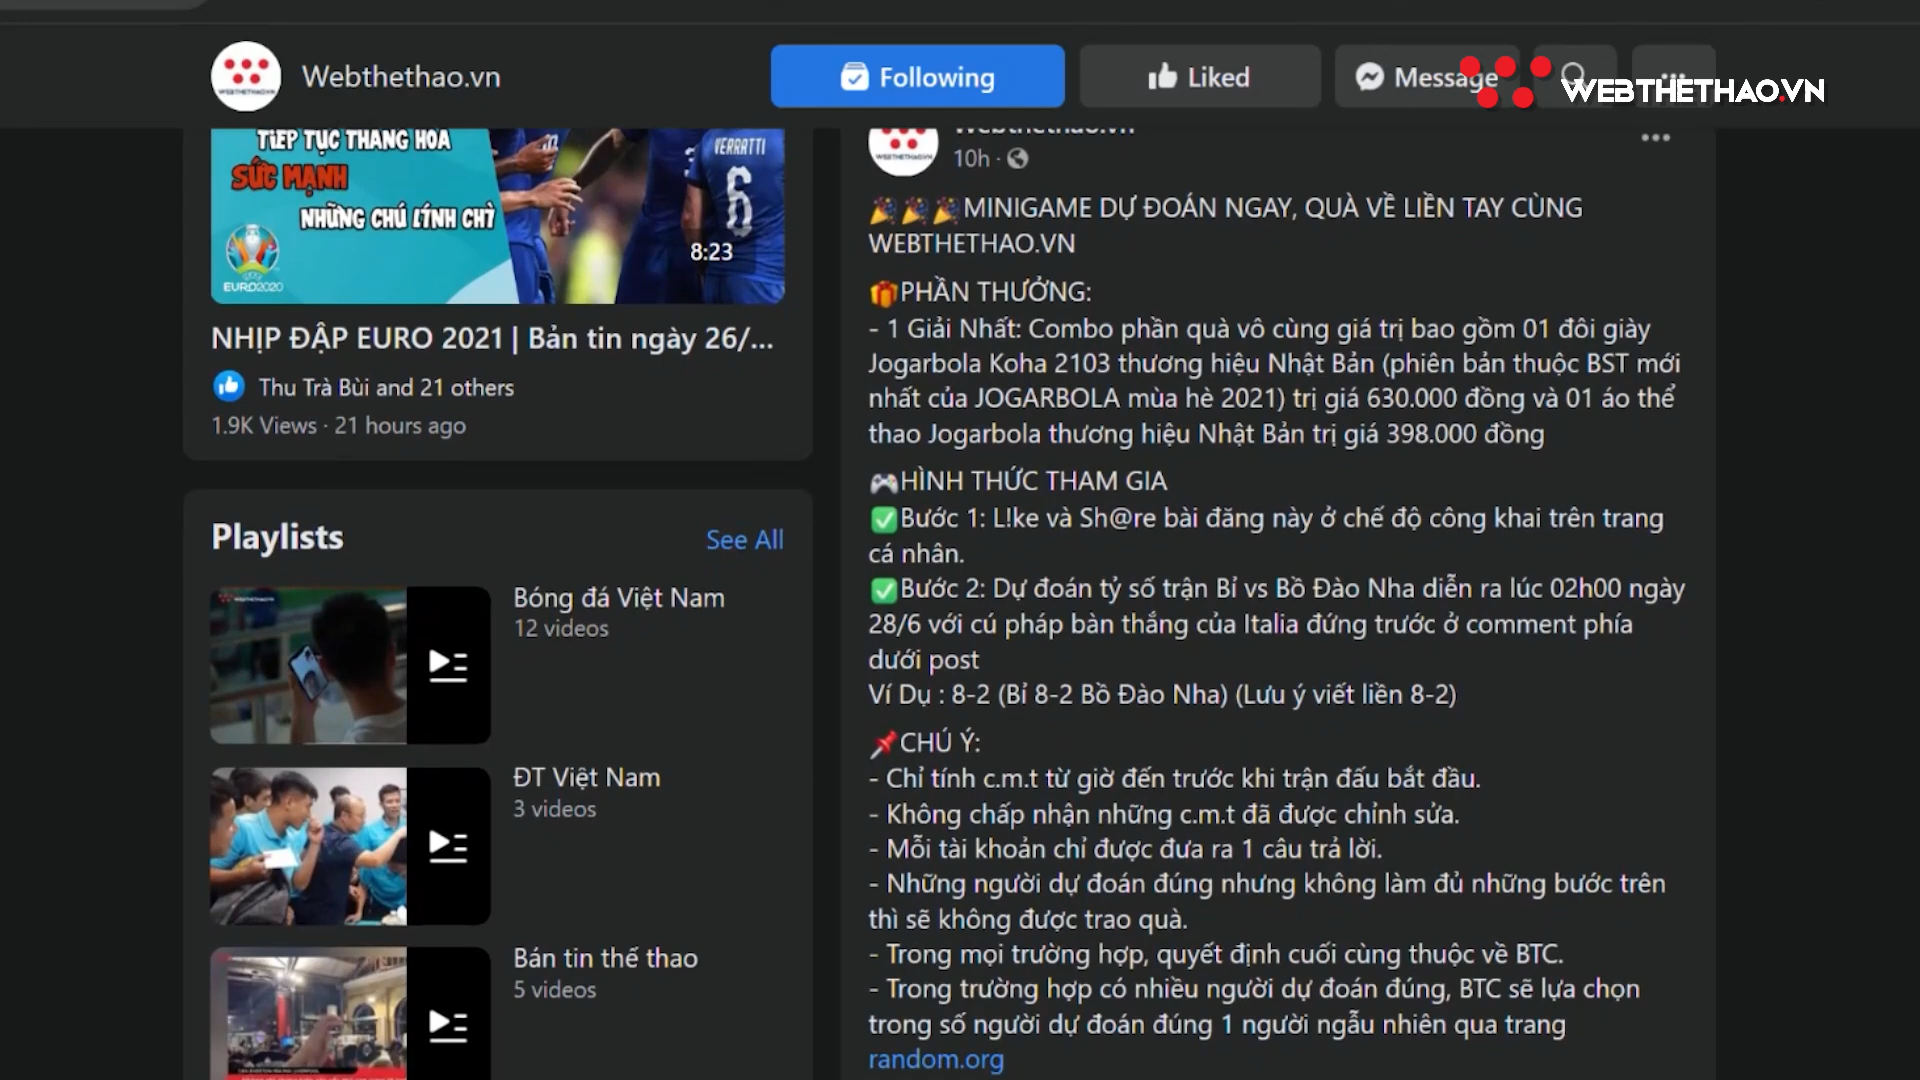 Webthethao.vn
Following
Liked
Message
WEBTHETHAO.VN
TIẾP TỤC THĂNG HOA
SỨC MẠNH
NHỮNG CHÚ LÍNH CHÌ
VERRATTI
6
8:23
EURO2020
NHỊP ĐẬP EURO 2021 | Bản tin ngày 26/...
Thu Trà Bùi and 21 others
1.9K Views · 21 hours ago
Playlists
See All
Bóng đá Việt Nam
12 videos
ĐT Việt Nam
3 videos
Bán tin thế thao
5 videos
Webthethao.vn
10h ·
🎉🎉🎉MINIGAME DỰ ĐOÁN NGAY, QUÀ VỀ LIỀN TAY CÙNG
WEBTHETHAO.VN
🎁PHẦN THƯỞNG:
- 1 Giải Nhất: Combo phần quà vô cùng giá trị bao gồm 01 đôi giày
Jogarbola Koha 2103 thương hiệu Nhật Bản (phiên bản thuộc BST mới
nhất của JOGARBOLA mùa hè 2021) trị giá 630.000 đồng và 01 áo thể
thao Jogarbola thương hiệu Nhật Bản trị giá 398.000 đồng
🎮HÌNH THỨC THAM GIA
✅Bước 1: L!ke và Sh@re bài đăng này ở chế độ công khai trên trang
cá nhân.
✅Bước 2: Dự đoán tỷ số trận Bỉ vs Bồ Đào Nha diễn ra lúc 02h00 ngày
28/6 với cú pháp bàn thắng của Italia đứng trước ở comment phía
dưới post
Ví Dụ : 8-2 (Bỉ 8-2 Bồ Đào Nha) (Lưu ý viết liền 8-2)
📌CHÚ Ý:
- Chỉ tính c.m.t từ giờ đến trước khi trận đấu bắt đầu.
- Không chấp nhận những c.m.t đã được chỉnh sửa.
- Mỗi tài khoản chỉ được đưa ra 1 câu trả lời.
- Những người dự đoán đúng nhưng không làm đủ những bước trên
thì sẽ không được trao quà.
- Trong mọi trường hợp, quyết định cuối cùng thuộc về BTC.
- Trong trường hợp có nhiều người dự đoán đúng, BTC sẽ lựa chọn
trong số người dự đoán đúng 1 người ngẫu nhiên qua trang
random.org